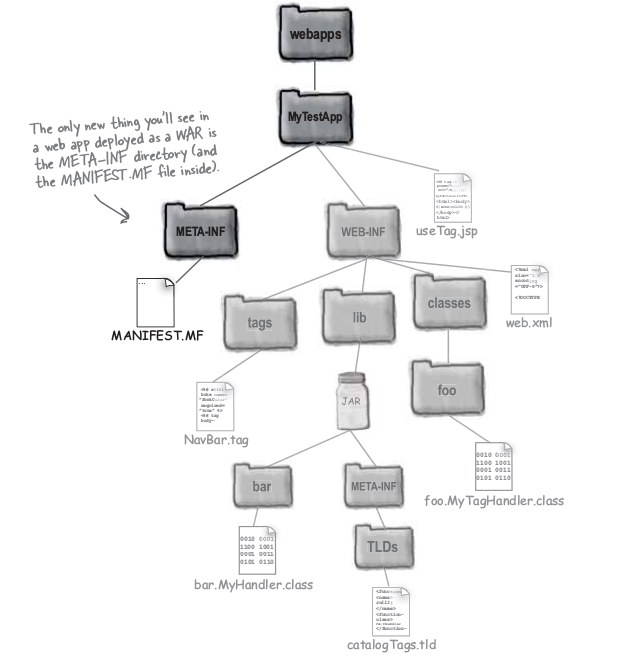 webapps
MyTestApp
The only new thing you'll see in
a web app deployed as a WAR is
the META-INF directory (and
the MANIFEST.MF file inside).
META-INF
WEB-INF
useTag.jsp
MANIFEST.MF
tags
lib
classes
web.xml
JAR
foo
NavBar.tag
0010 0001
1100 1001
0001 0011
0101 0110
foo.MyTagHandler.class
bar
META-INF
0010 0001
1100 1001
0001 0011
0101 0110
bar.MyHandler.class
TLDs
catalogTags.tld